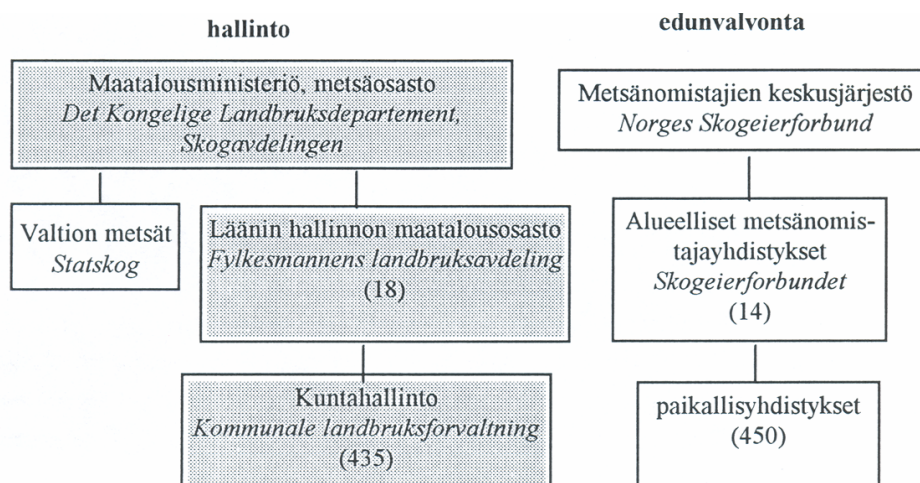 hallinto
Maatalousministeriö, metsäosasto
Det Kongelige Landbruksdepartement,
Skogavdelingen
Valtion metsät
Statskog
Läänin hallinnon maatalousosasto
Fylkesmannens landbruksavdeling
(18)
Kuntahallinto
Kommunale landbruksforvaltning
(435)
edunvalvonta
Metsänomistajien keskusjärjestö
Norges Skogeierforbund
Alueelliset metsänomis-
tajayhdistykset
Skogeierforbundet
(14)
paikallisyhdistykset
(450)